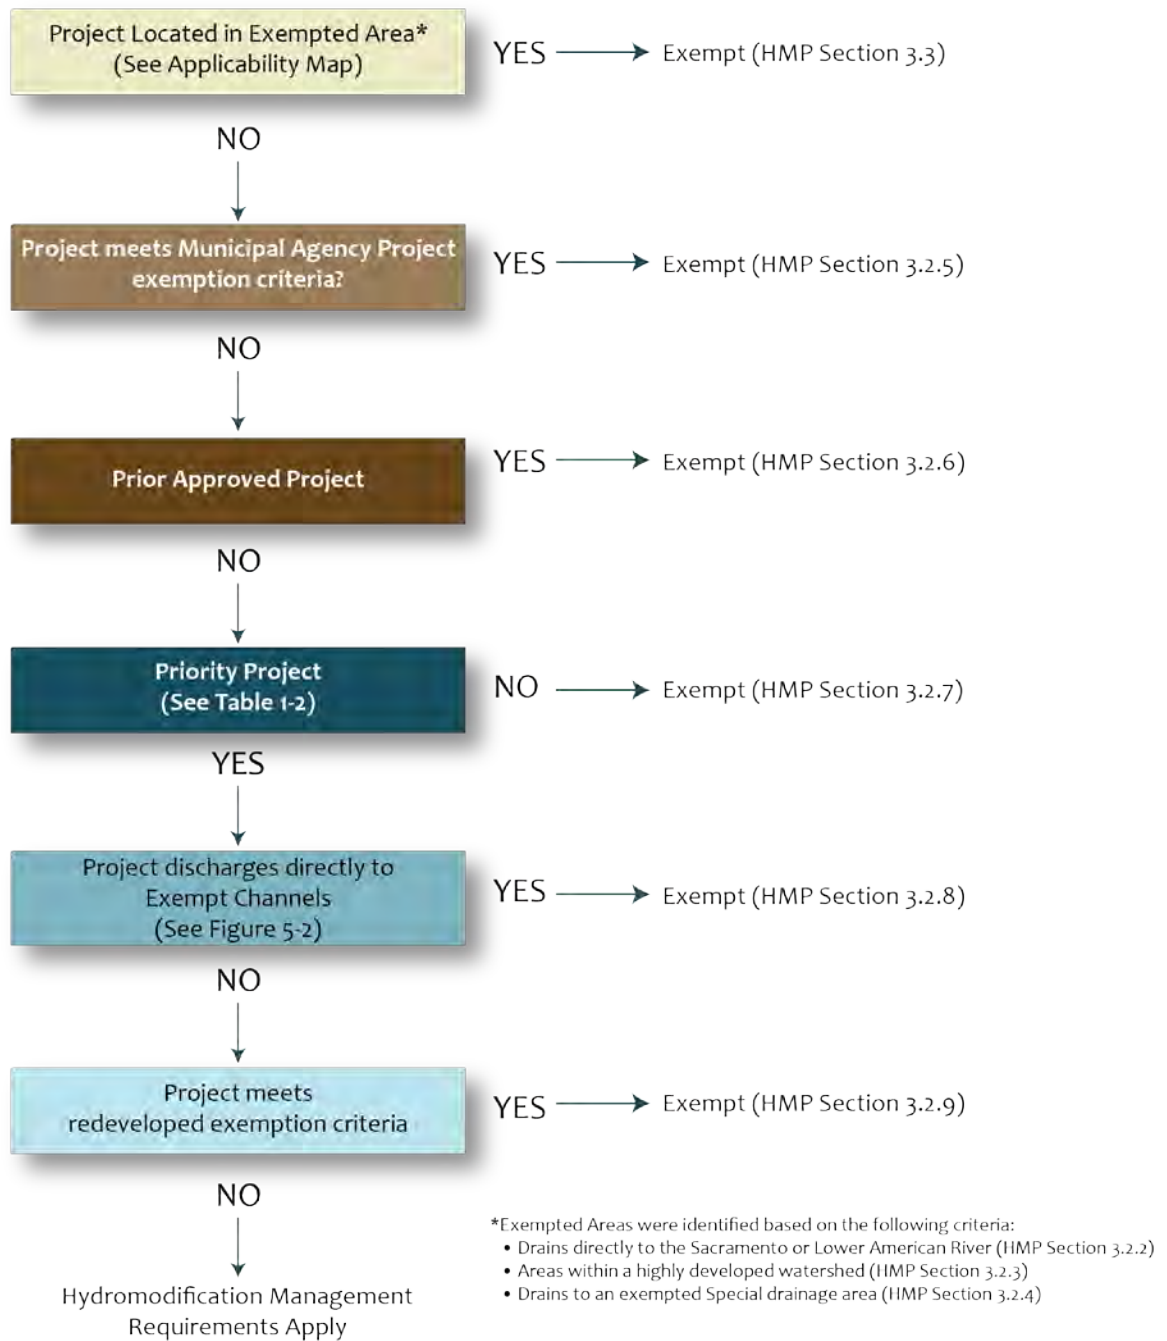 Project Located in Exempted Area*
(See Applicability Map)
YES
Exempt (HMP Section 3.3)
NO
Project meets Municipal Agency Project
exemption criteria?
YES
Exempt (HMP Section 3.2.5)
NO
Prior Approved Project
YES
Exempt (HMP Section 3.2.6)
NO
Priority Project
(See Table 1-2)
NO
Exempt (HMP Section 3.2.7)
YES
Project discharges directly to
Exempt Channels
(See Figure 5-2)
YES
Exempt (HMP Section 3.2.8)
NO
Project meets
redeveloped exemption criteria
YES
Exempt (HMP Section 3.2.9)
NO
Hydromodification Management
Requirements Apply
*Exempted Areas were identified based on the following criteria:
• Drains directly to the Sacramento or Lower American River (HMP Section 3.2.2)
• Areas within a highly developed watershed (HMP Section 3.2.3)
• Drains to an exempted Special drainage area (HMP Section 3.2.4)